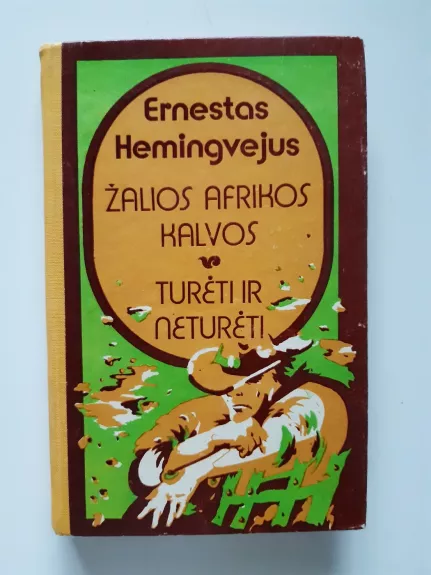 Ernestas
Hemingvejus
ŽALIOS AFRIKOS
KALVOS
TURĖTI IR
NETURĖTI